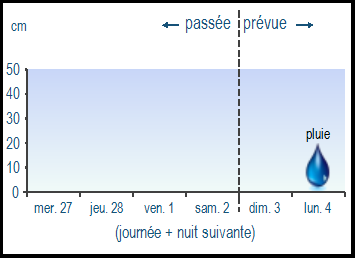 ← passée prévue →
cm
50
40
30
20
10
0
pluie
mer. 27 jeu. 28 ven. 1 sam. 2 dim. 3 lun. 4
(journée + nuit suivante)